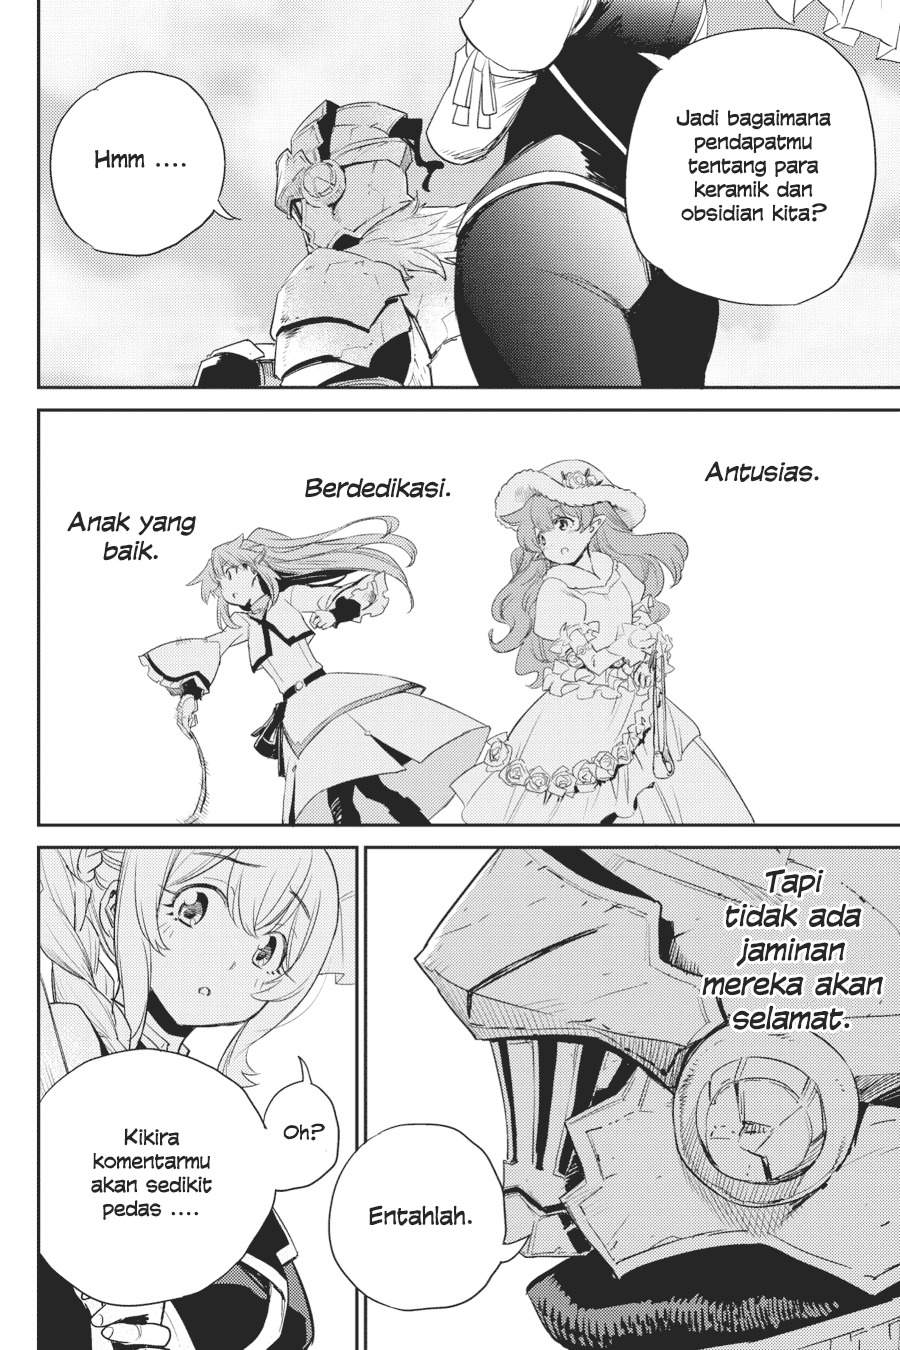 Jadi bagaimana
pendapatmu
tentang para
keramik dan
obsidian kita?
Hmm ....
Antusias.
Berdedikasi.
Anak yang
baik.
Tapi
tidak ada
jaminan
mereka akan
selamat.
Entahlah.
Oh?
Kikira
komentarmu
akan sedikit
pedas ....